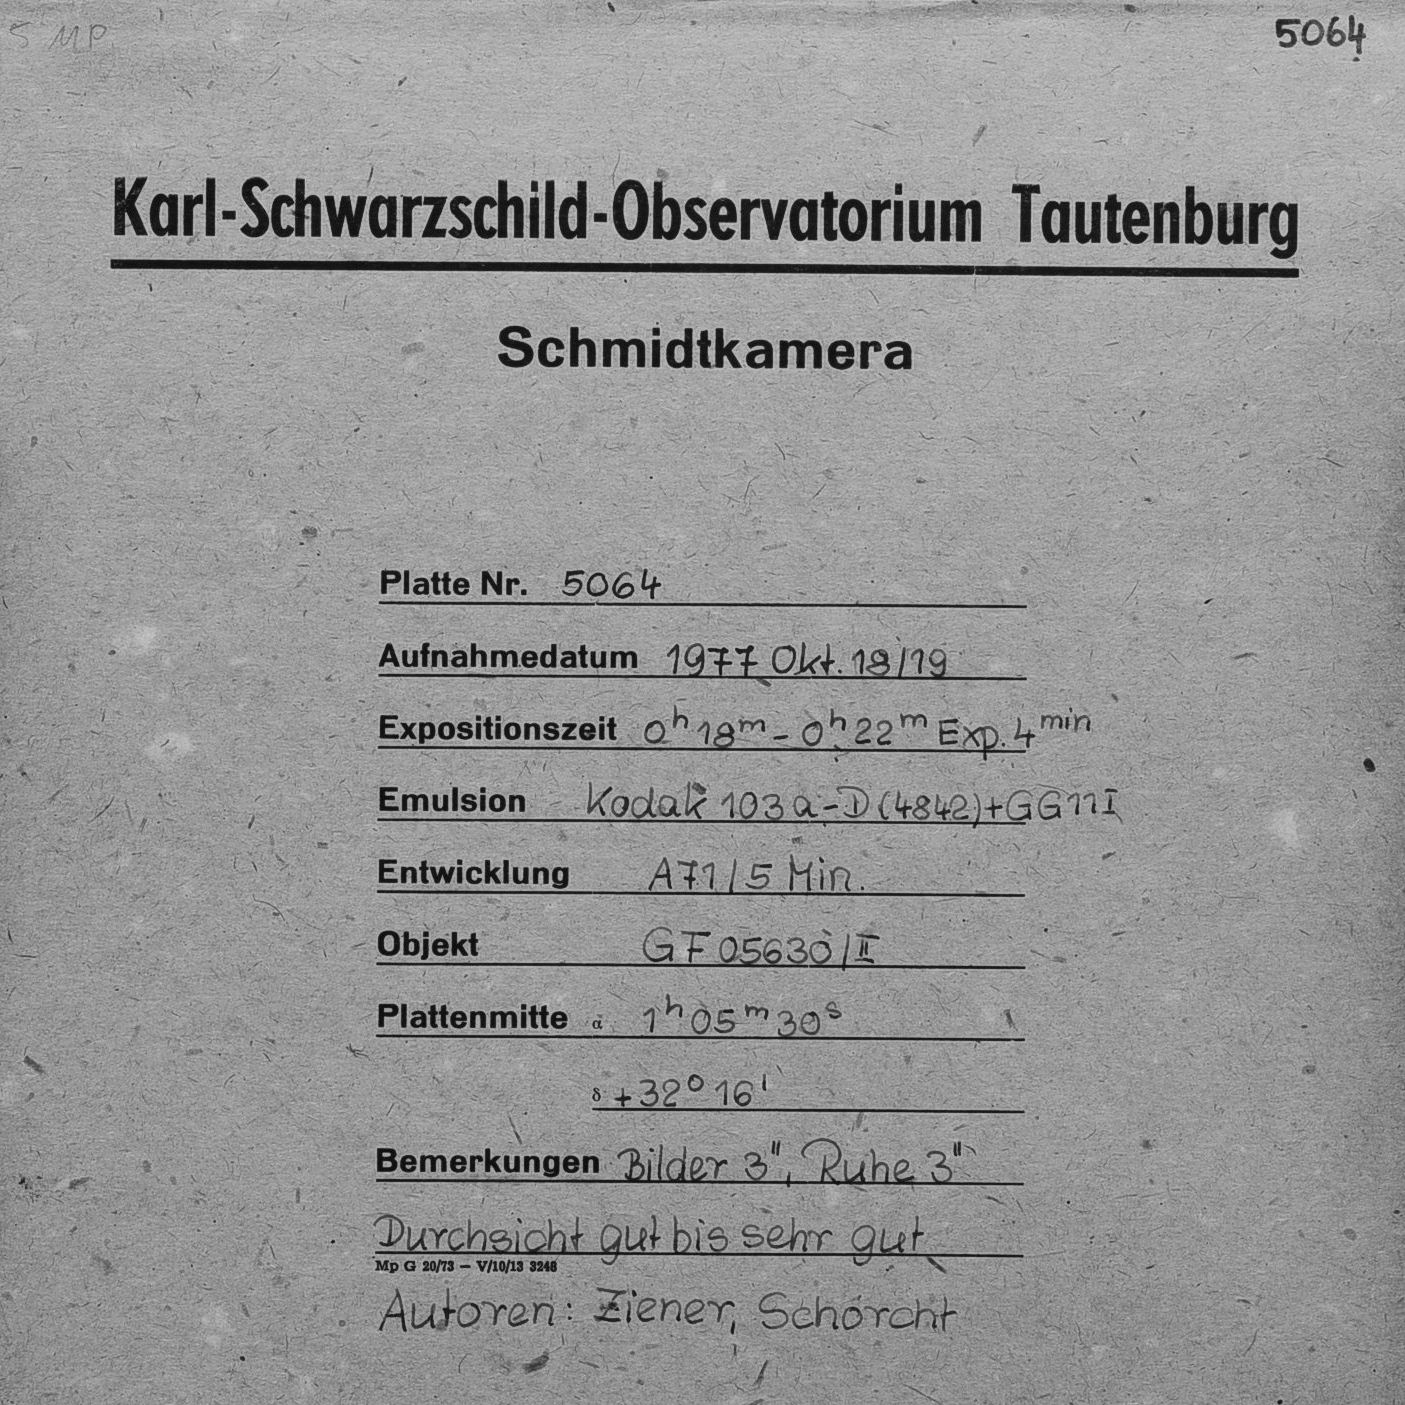 5 MP
5064
Karl-Schwarzschild-Observatorium Tautenburg
Schmidtkamera
Platte Nr. 5064
Aufnahmedatum 1977 Okt. 18/19
Expositionszeit 0h 18m – 0h 22m Exp. 4min
Emulsion Kodak 103a-D (4842)+GG11I
Entwicklung A71/5 Min.
Objekt GF 05630/II
Plattenmitte α 1h 05m 30s
δ +32° 16'
Bemerkungen Bilder 3", Ruhe 3"
Durchsicht gut bis sehr gut
Mp G 20/73 — V/10/13 3248
Autoren: Ziener, Schorcht